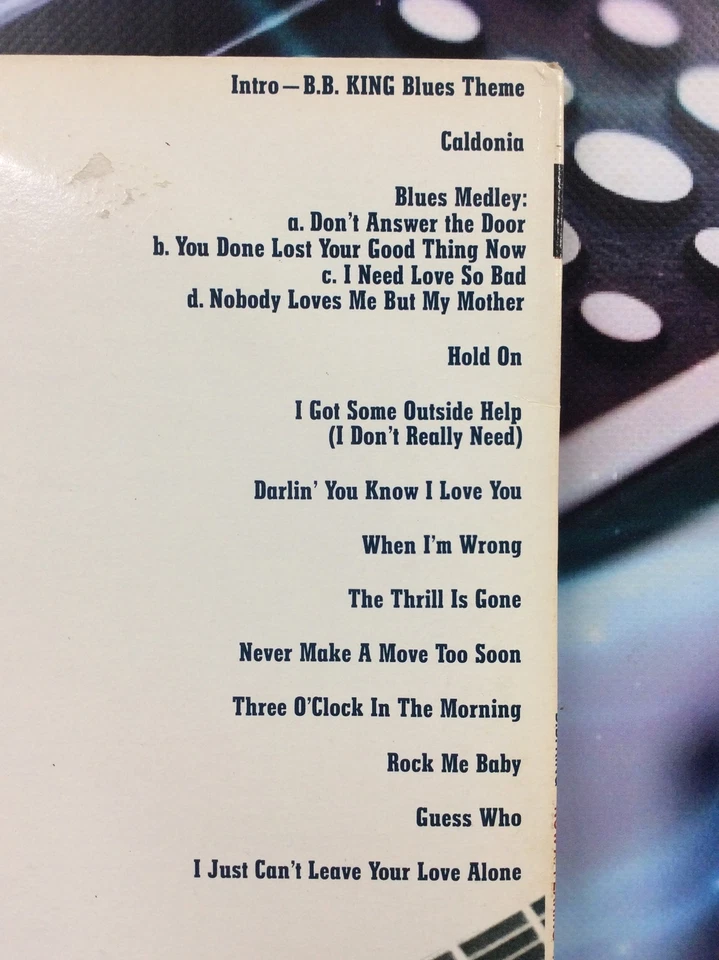 Intro—B.B. KING Blues Theme
Caldonia
Blues Medley:
a. Don't Answer the Door
b. You Done Lost Your Good Thing Now
c. I Need Love So Bad
d. Nobody Loves Me But My Mother
Hold On
I Got Some Outside Help
(I Don't Really Need)
Darlin' You Know I Love You
When I'm Wrong
The Thrill Is Gone
Never Make A Move Too Soon
Three O'Clock In The Morning
Rock Me Baby
Guess Who
I Just Can't Leave Your Love Alone